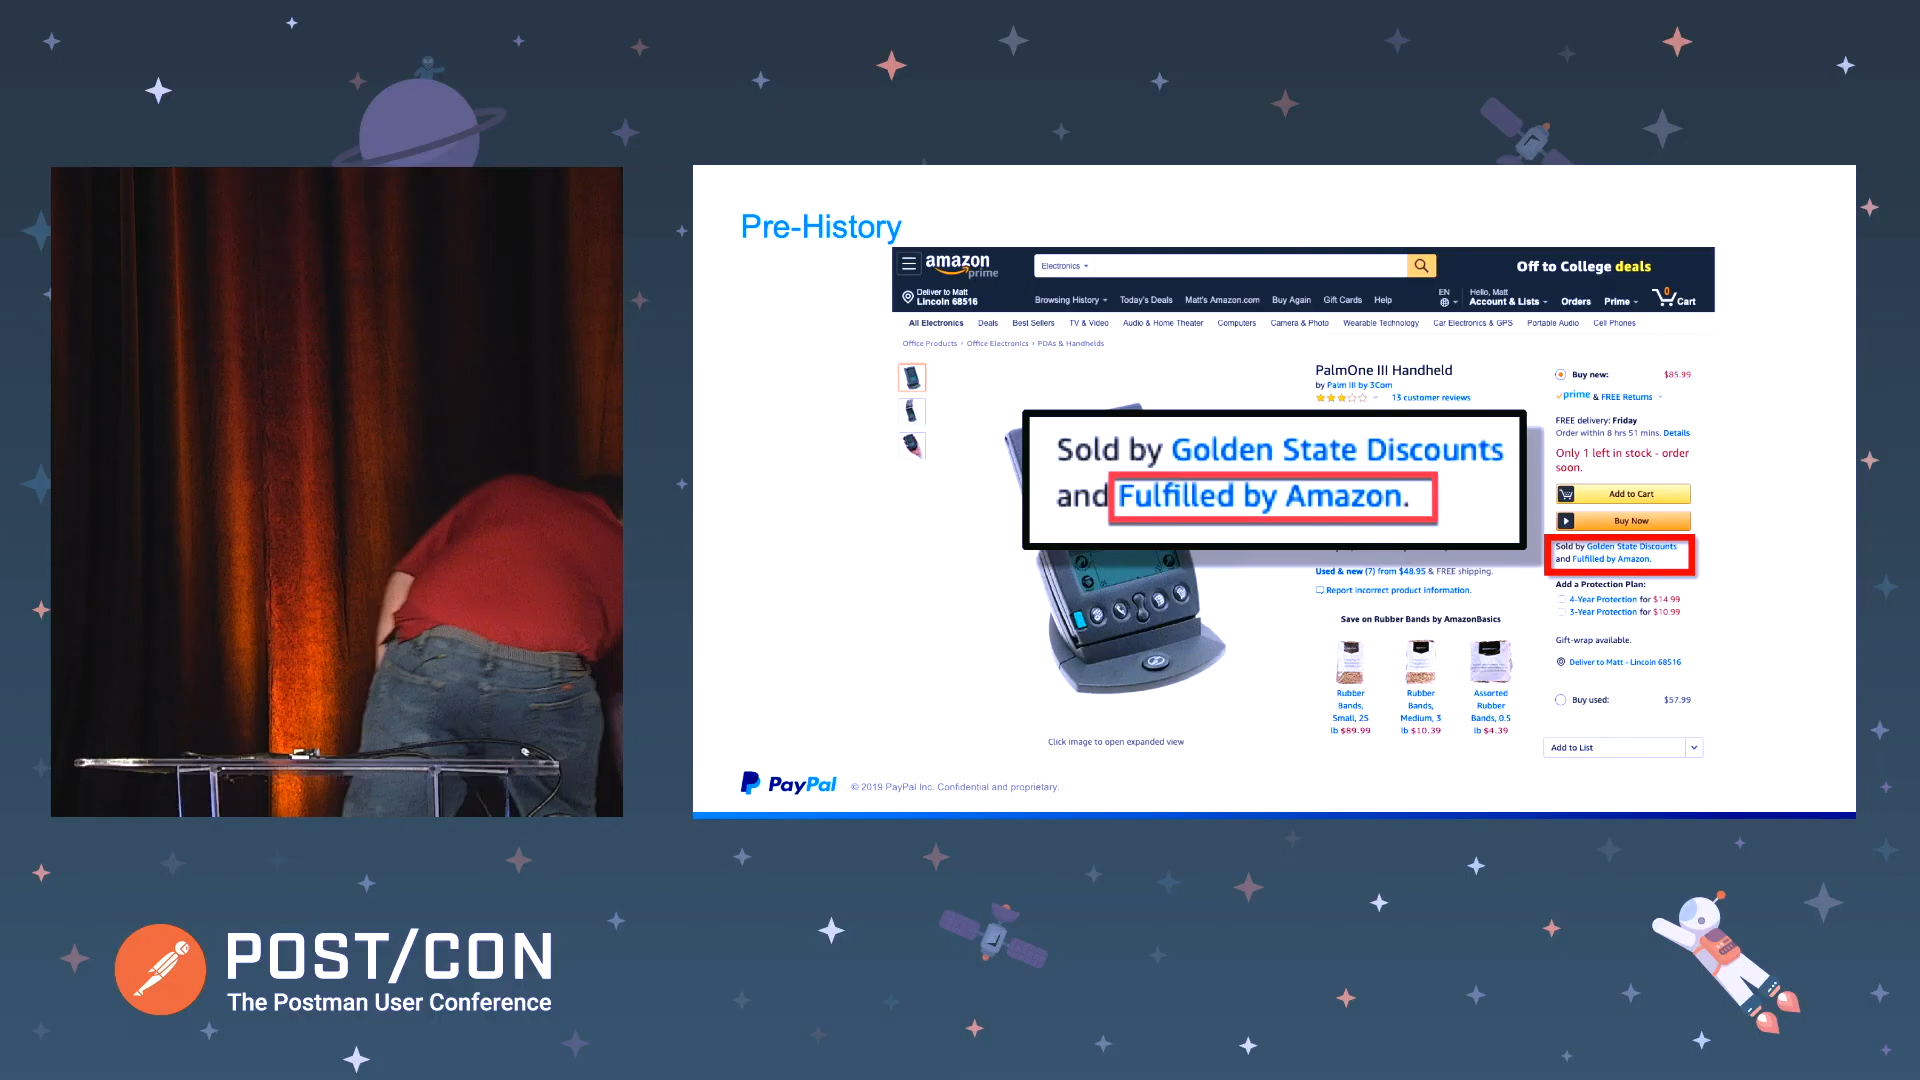 Pre-History
amazon
prime
Electronics
Off to College deals
Deliver to Matt
Lincoln 68516
Browsing History
Today's Deals
Matt's Amazon.com
Buy Again
Gift Cards
Help
EN
Hello, Matt
Account & Lists
Orders
Prime
0
Cart
All Electronics
Deals
Best Sellers
TV & Video
Audio & Home Theater
Computers
Camera & Photo
Wearable Technology
Car Electronics & GPS
Portable Audio
Cell Phones
Office Products › Office Electronics › PDAs & Handhelds
PalmOne III Handheld
by Palm III by 3Com
13 customer reviews
Sold by Golden State Discounts
and Fulfilled by Amazon.
Used & new (7) from $48.95 & FREE shipping.
Report incorrect product information.
Save on Rubber Bands by AmazonBasics
Rubber
Bands,
Small, 25
lb $89.99
Rubber
Bands,
Medium, 3
lb $10.39
Assorted
Rubber
Bands, 0.5
lb $4.39
Click image to open expanded view
Buy new:
$85.99
prime & FREE Returns
FREE delivery: Friday
Order within 8 hrs 51 mins. Details
Only 1 left in stock - order
soon.
Add to Cart
Buy Now
Sold by Golden State Discounts
and Fulfilled by Amazon.
Add a Protection Plan:
4-Year Protection for $14.99
3-Year Protection for $10.99
Gift-wrap available.
Deliver to Matt - Lincoln 68516
Buy used:
$57.99
Add to List
PayPal
© 2019 PayPal Inc. Confidential and proprietary.
POST/CON
The Postman User Conference